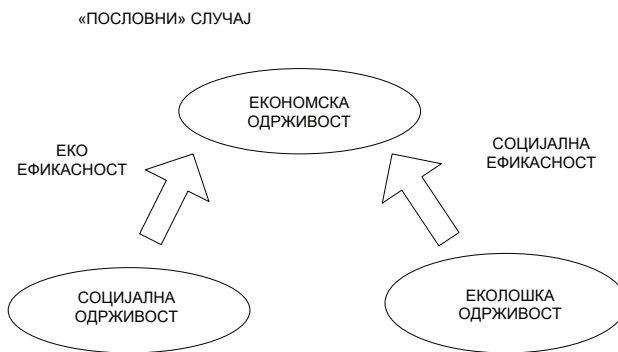 «ПОСЛОВНИ» СЛУЧАЈ
ЕКОНОМСКА
ОДРЖИВОСТ
ЕКО
ЕФИКАСНОСТ
СОЦИЈАЛНА
ЕФИКАСНОСТ
СОЦИЈАЛНА
ОДРЖИВОСТ
ЕКОЛОШКА
ОДРЖИВОСТ